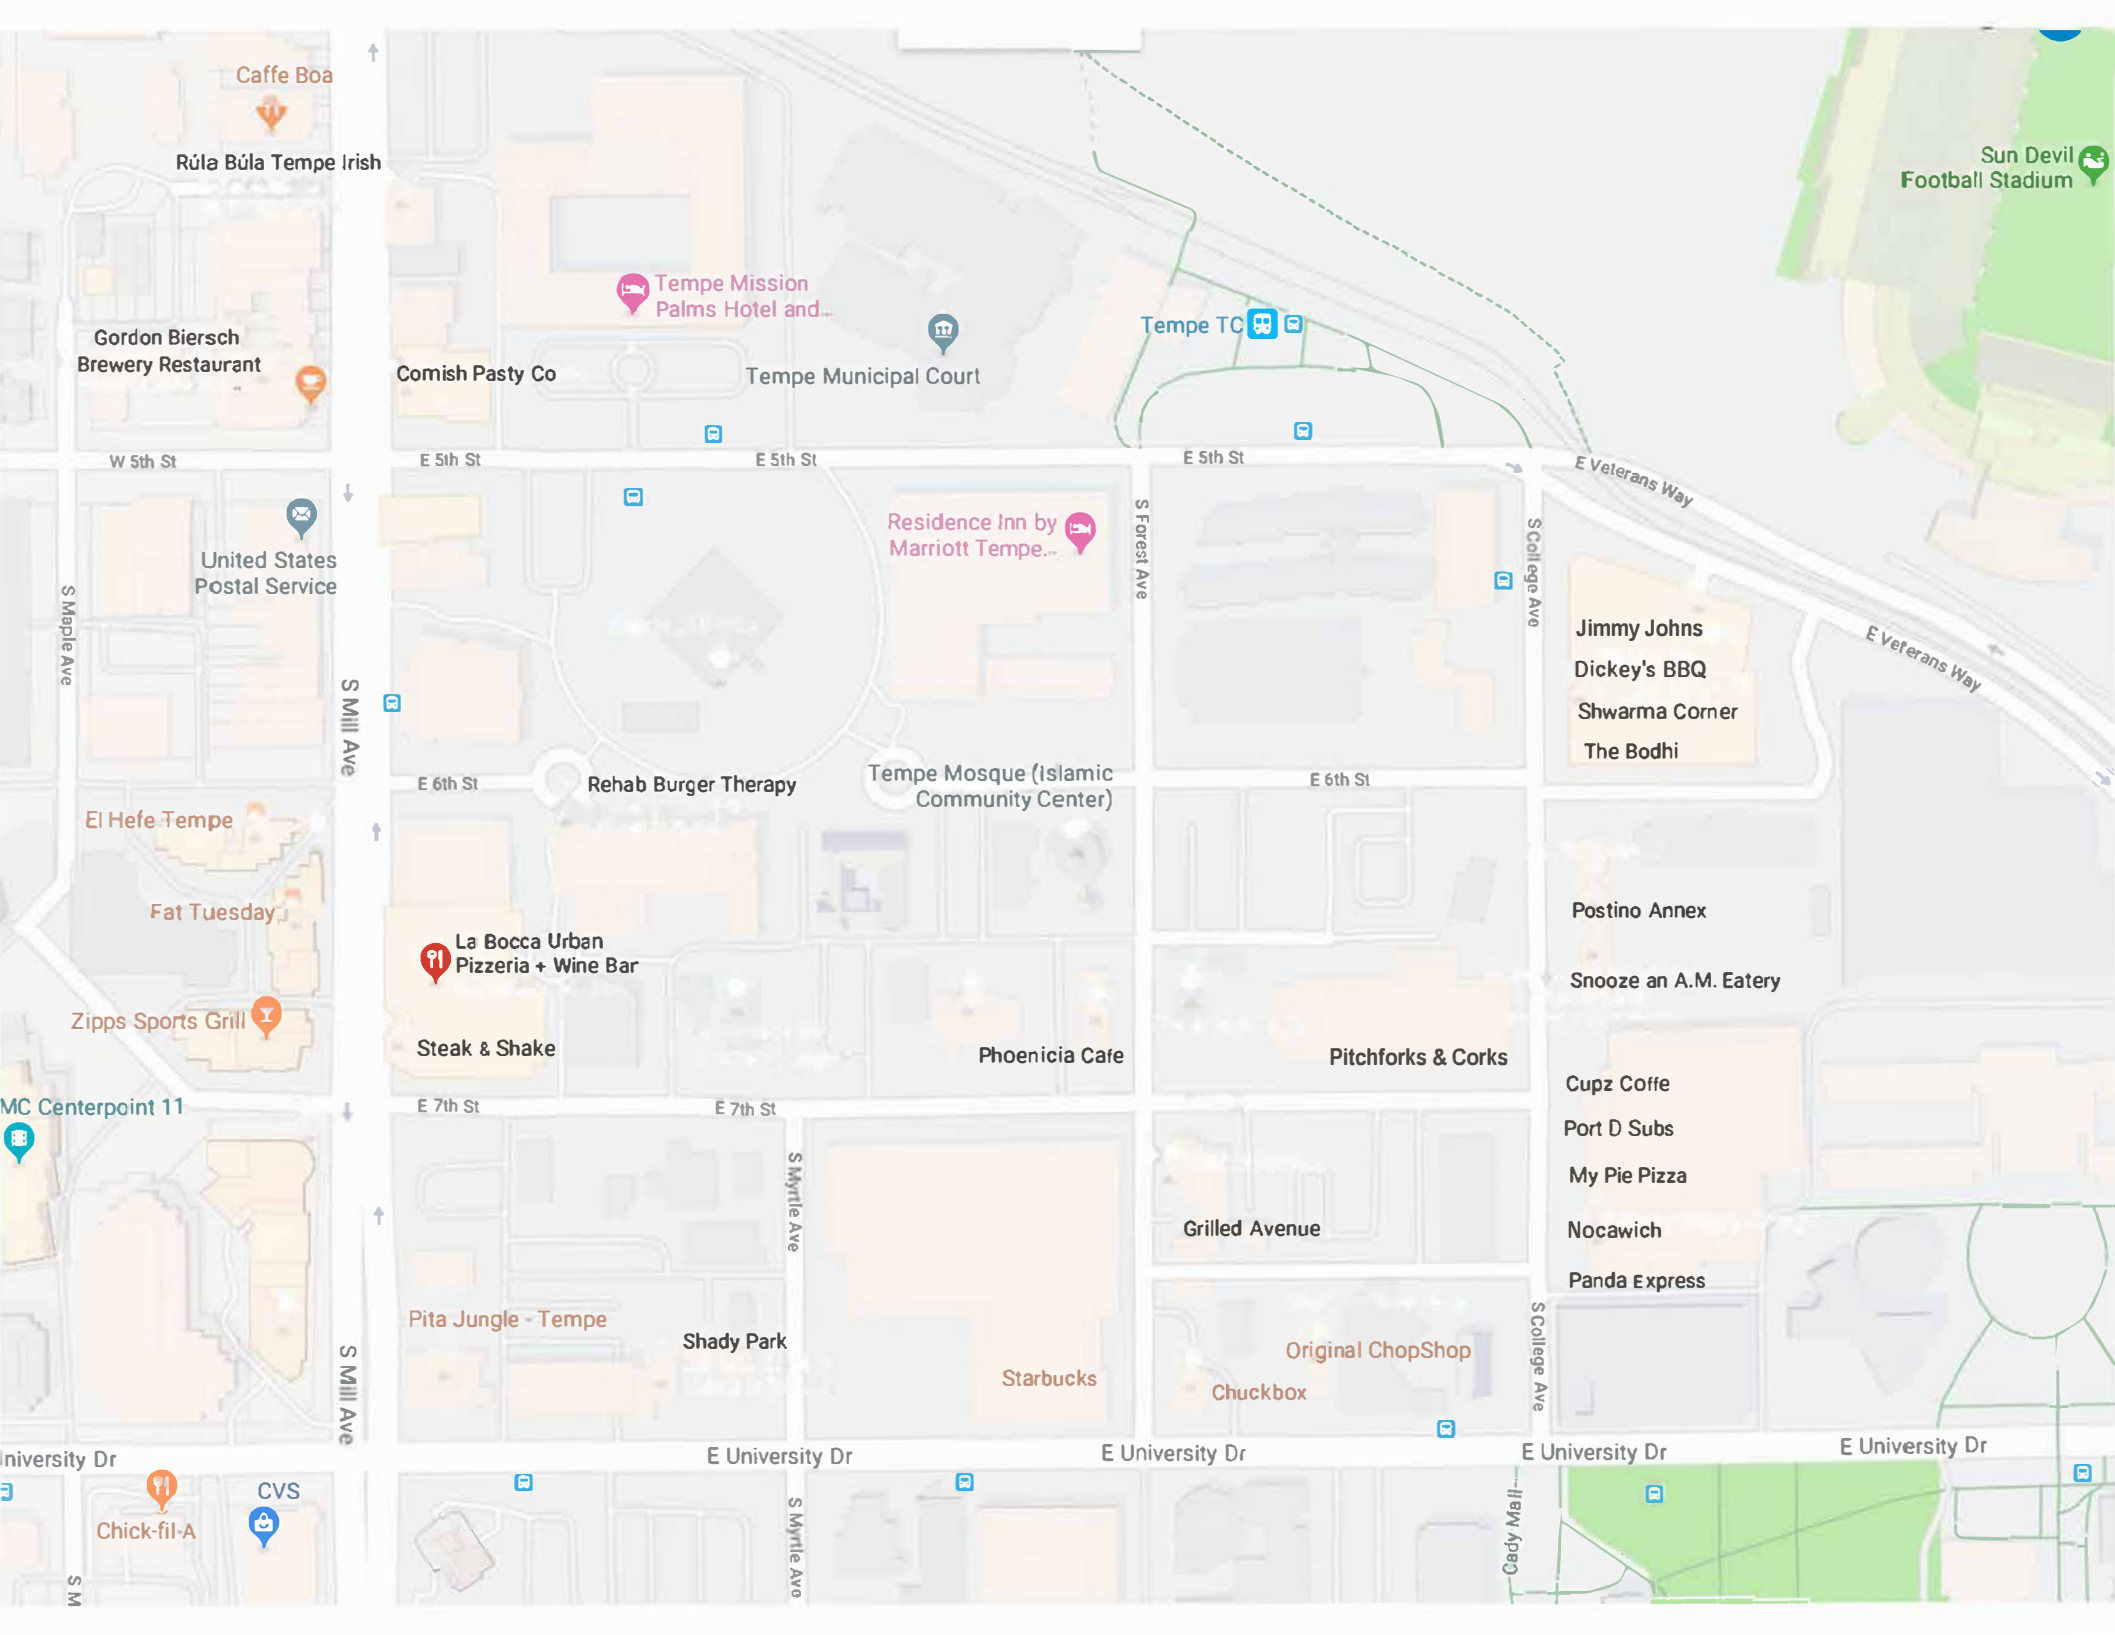 Caffe Boa
Rúla Búla Tempe Irish
Sun Devil
Football Stadium
Tempe Mission
Palms Hotel and...
Gordon Biersch
Brewery Restaurant
Comish Pasty Co
Tempe Municipal Court
Tempe TC
W 5th St
E 5th St
E 5th St
E 5th St
E Veterans Way
United States
Postal Service
Residence Inn by
Marriott Tempe...
S Forest Ave
S College Ave
S Maple Ave
S Mill Ave
Jimmy Johns
Dickey's BBQ
Shwarma Corner
The Bodhi
E Veterans Way
E 6th St
Rehab Burger Therapy
Tempe Mosque (Islamic
Community Center)
E 6th St
El Hefe Tempe
Fat Tuesday
La Bocca Urban
Pizzeria + Wine Bar
Postino Annex
Snooze an A.M. Eatery
Zipps Sports Grill
Steak & Shake
Phoenicia Cafe
Pitchforks & Corks
Cupz Coffe
MC Centerpoint 11
E 7th St
E 7th St
Port D Subs
My Pie Pizza
S Myrtle Ave
Grilled Avenue
Nocawich
Panda Express
Pita Jungle - Tempe
Shady Park
Starbucks
Original ChopShop
Chuckbox
S College Ave
S Mill Ave
University Dr
E University Dr
E University Dr
E University Dr
E University Dr
Chick-fil-A
CVS
S Myrtle Ave
Cady Mall
S M